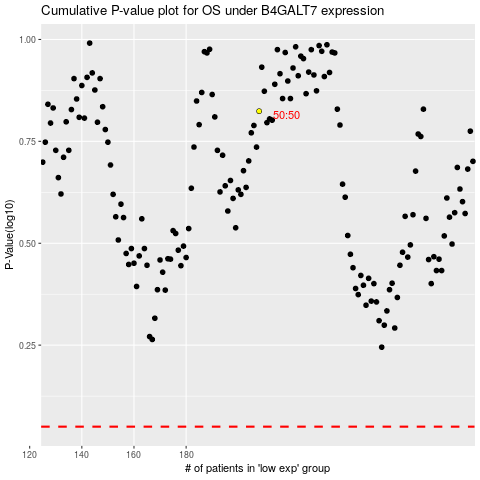 Cumulative P-value plot for OS under B4GALT7 expression
1.00
0.75
0.50
0.25
P-Value(log10)
50:50
120 140 160 180
# of patients in 'low exp' group